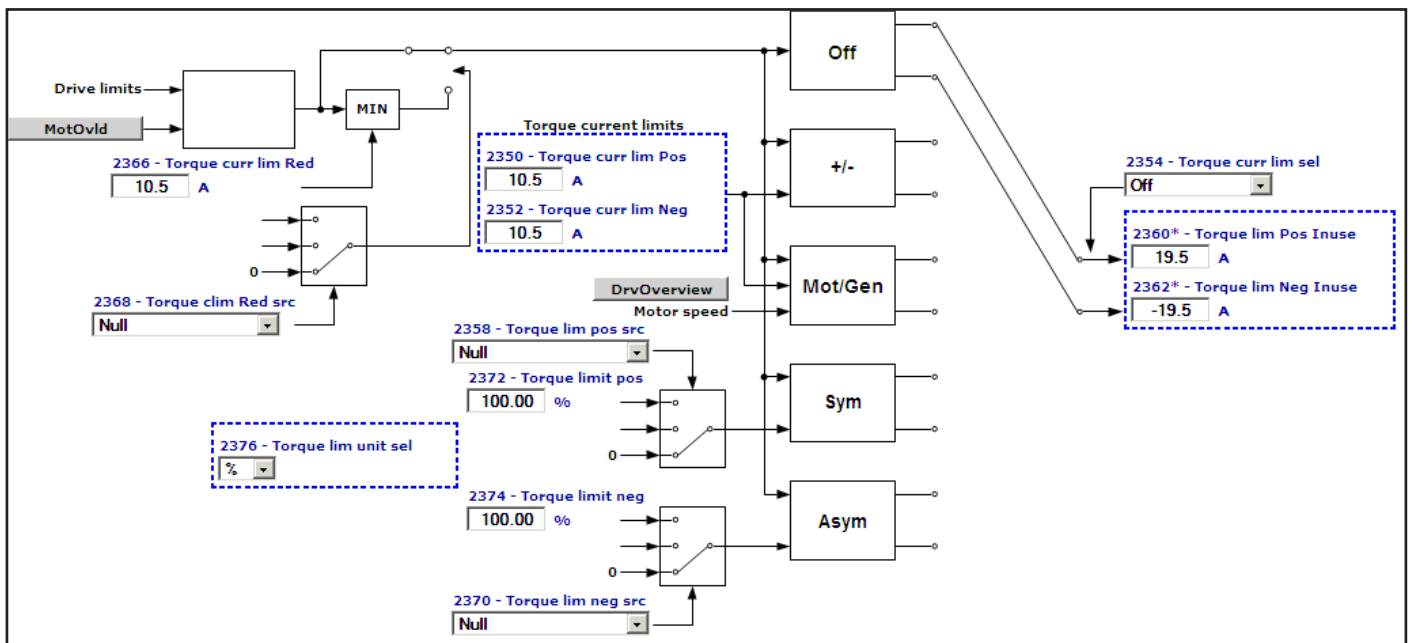 Off
Drive limits
MotOvld
MIN
Torque current limits
2366 - Torque curr lim Red
10.5 A
2350 - Torque curr lim Pos
10.5 A
2352 - Torque curr lim Neg
10.5 A
+/-
2354 - Torque curr lim sel
Off
2360* - Torque lim Pos Inuse
19.5 A
2362* - Torque lim Neg Inuse
-19.5 A
0
2368 - Torque clim Red src
Null
DrvOverview
Motor speed
Mot/Gen
2358 - Torque lim pos src
Null
2372 - Torque limit pos
100.00 %
0
Sym
2376 - Torque lim unit sel
%
2374 - Torque limit neg
100.00 %
0
Asym
2370 - Torque lim neg src
Null